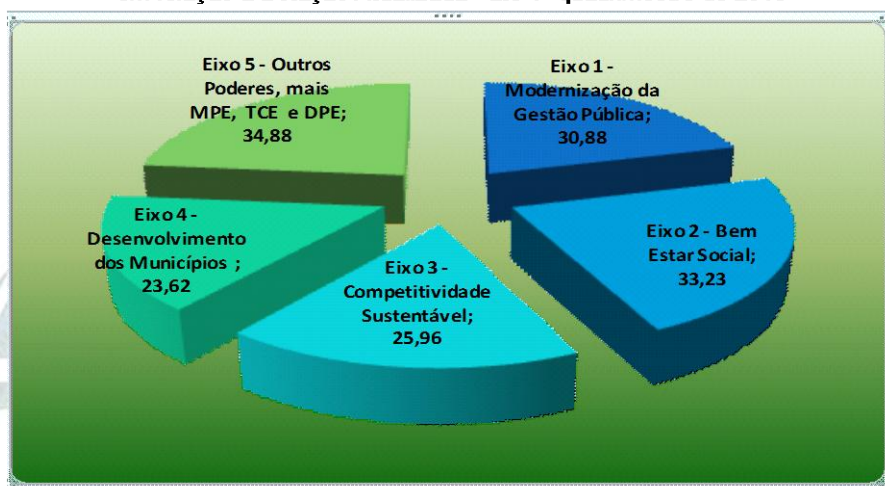 Eixo 5 - Outros
Poderes, mais
MPE, TCE e DPE;
34,88
Eixo 1 -
Modernização da
Gestão Pública;
30,88
Eixo 2 - Bem
Estar Social;
33,23
Eixo 3 -
Competitividade
Sustentável;
25,96
Eixo 4 -
Desenvolvimento
dos Municípios ;
23,62